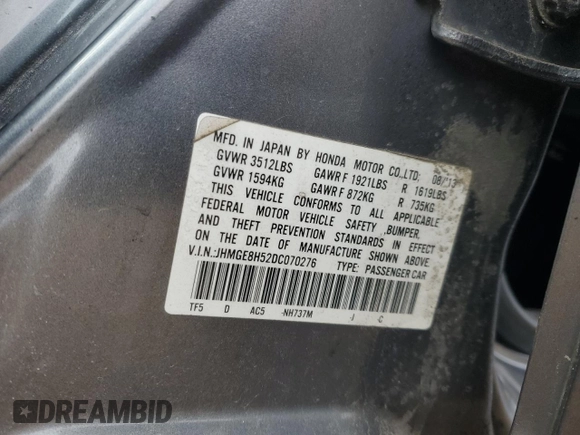 MFD. IN JAPAN BY HONDA MOTOR CO.,LTD: 08/13
GVWR 3512LBS GAWR F 1921LBS R 1619LBS
GVWR 1594KG GAWR F 872KG R 735KG
THIS VEHICLE CONFORMS TO ALL APPLICABLE
FEDERAL MOTOR VEHICLE SAFETY ,BUMPER,
AND THEFT PREVENTION STANDARDS IN EFFECT
ON THE DATE OF MANUFACTURE SHOWN ABOVE
V.I.N.:JHMGE8H52DC070276 TYPE: PASSENGER CAR
TF5 D AC5 -NH737M C
DREAMBID